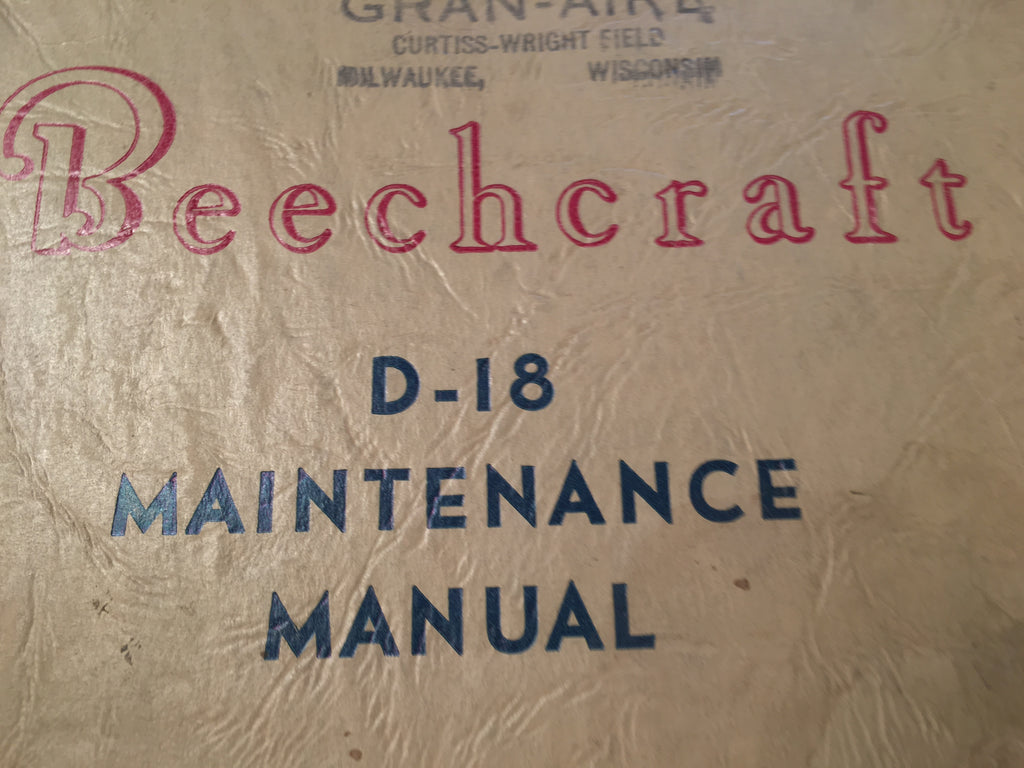 GRAN-AIRE
CURTISS-WRIGHT FIELD
MILWAUKEE, WISCONSIN
Beechcraft
D-18
MAINTENANCE
MANUAL